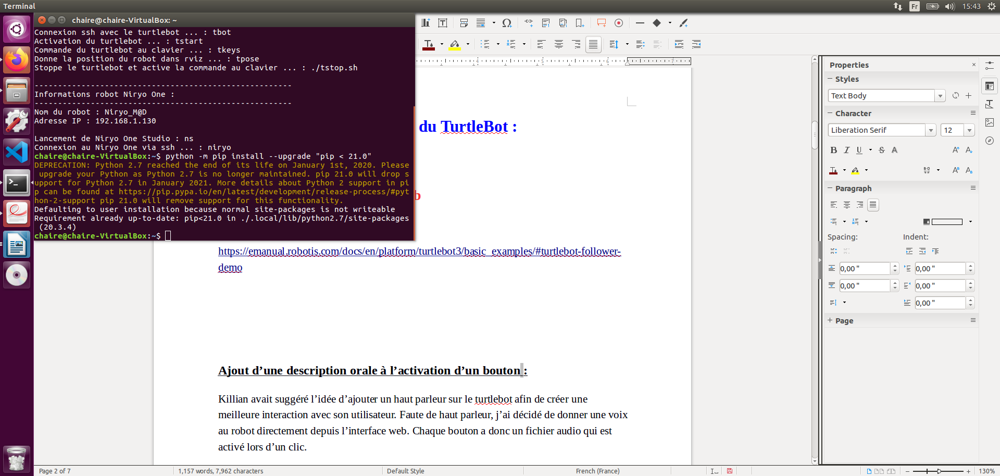 Terminal
Fr
15:43
chaire@chaire-VirtualBox: ~
Connexion ssh avec le turtlebot ... : tbot
Activation du turtlebot ... : tstart
Commande du turtlebot au clavier ... : tkeys
Donne la position du robot dans rviz ... : tpose
Stoppe le turtlebot et active la commande au clavier ... : ./tstop.sh
-------------------------------------------------------
Informations robot Niryo One :
-------------------------------------------------------
Nom du robot : Niryo_M@D
Adresse IP : 192.168.1.130
Lancement de Niryo One Studio : ns
Connexion au Niryo One via ssh ... : niryo
chaire@chaire-VirtualBox:~$ python -m pip install --upgrade "pip < 21.0"
DEPRECATION: Python 2.7 reached the end of its life on January 1st, 2020. Please
 upgrade your Python as Python 2.7 is no longer maintained. pip 21.0 will drop s
upport for Python 2.7 in January 2021. More details about Python 2 support in pi
p can be found at https://pip.pypa.io/en/latest/development/release-process/#pyt
hon-2-support pip 21.0 will remove support for this functionality.
Defaulting to user installation because normal site-packages is not writeable
Requirement already up-to-date: pip<21.0 in ./.local/lib/python2.7/site-packages
 (20.3.4)
chaire@chaire-VirtualBox:~$
4 5 6 7
du TurtleBot :
b
https://emanual.robotis.com/docs/en/platform/turtlebot3/basic_examples/#turtlebot-follower-
demo
Ajout d’une description orale à l’activation d’un bouton :
Killian avait suggéré l’idée d’ajouter un haut parleur sur le turtlebot afin de créer une
meilleure interaction avec son utilisateur. Faute de haut parleur, j’ai décidé de donner une voix
au robot directement depuis l’interface web. Chaque bouton a donc un fichier audio qui est
activé lors d’un clic.
Properties
Styles
Text Body
Character
Liberation Serif
12
Paragraph
Spacing:
Indent:
0,00 "
0,00 "
0,00 "
0,00 "
0,00 "
Page
Page 2 of 7
1,157 words, 7,962 characters
Default Style
French (France)
130%